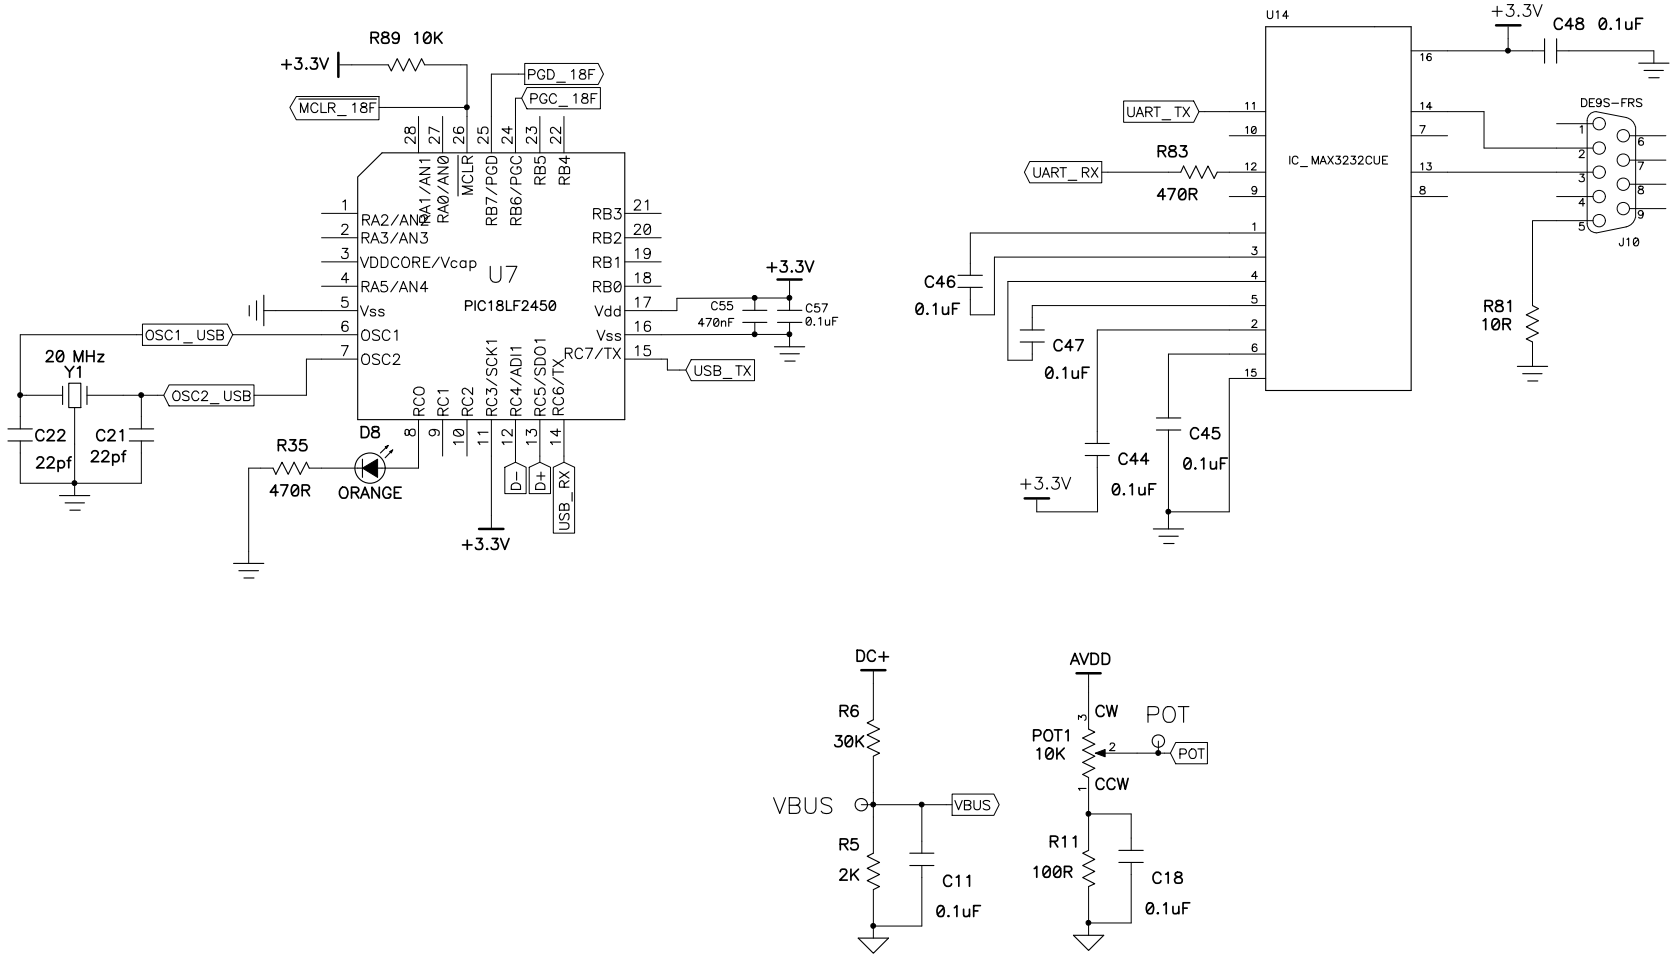 R89 10K
+3.3V
MCLR_18F
PGD_18F
PGC_18F
28
27
26
25
24
23
22
RA1/AN1
RA0/AN0
MCLR
RB7/PGD
RB6/PGC
RB5
RB4
1
RA2/AN2
2
RA3/AN3
3
VDDCORE/Vcap
4
RA5/AN4
5
Vss
6
OSC1
7
OSC2
U7
PIC18LF2450
RB3
21
RB2
20
RB1
19
RB0
18
Vdd
17
Vss
16
RC7/TX
15
+3.3V
C55
470nF
C57
0.1uF
USB_TX
OSC1_USB
20 MHz
Y1
OSC2_USB
C22
22pf
C21
22pf
RC0
RC1
RC2
RC3/SCK1
RC4/ADI1
RC5/SDO1
RC6/TX
8
9
10
11
12
13
14
D8
R35
470R
ORANGE
D-
D+
USB_RX
+3.3V
U14
IC_MAX3232CUE
+3.3V
C48 0.1uF
16
UART_TX
11
10
R83
UART_RX
470R
12
9
1
3
4
5
2
6
15
14
7
13
8
C46
0.1uF
C47
0.1uF
C44
0.1uF
C45
0.1uF
+3.3V
DE9S-FRS
1
6
2
7
3
8
4
9
5
J10
R81
10R
DC+
R6
30K
VBUS
VBUS
R5
2K
C11
0.1uF
AVDD
3
CW
POT
POT1
10K
2
POT
CCW
1
R11
100R
C18
0.1uF